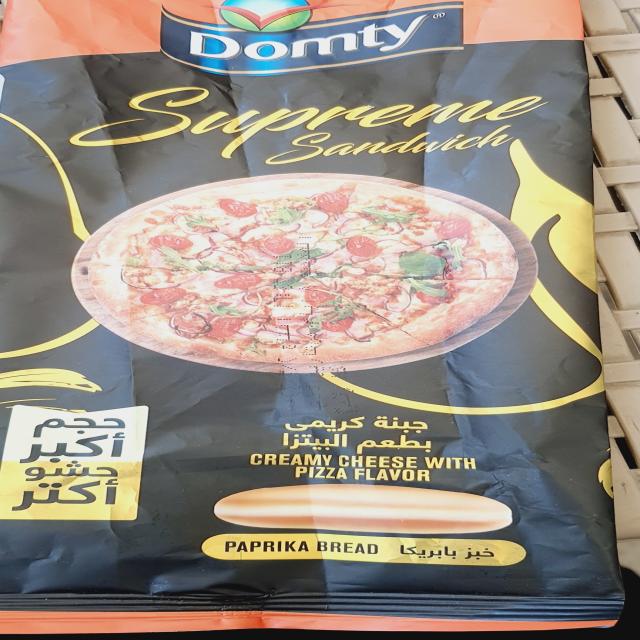 Domty
Supreme
Sandwich
جبنة كريمى
بطعم البيتزا
CREAMY CHEESE WITH
PIZZA FLAVOR
حجم
أكبر
حشو
أكتر
PAPRIKA BREAD خبز بابريكا